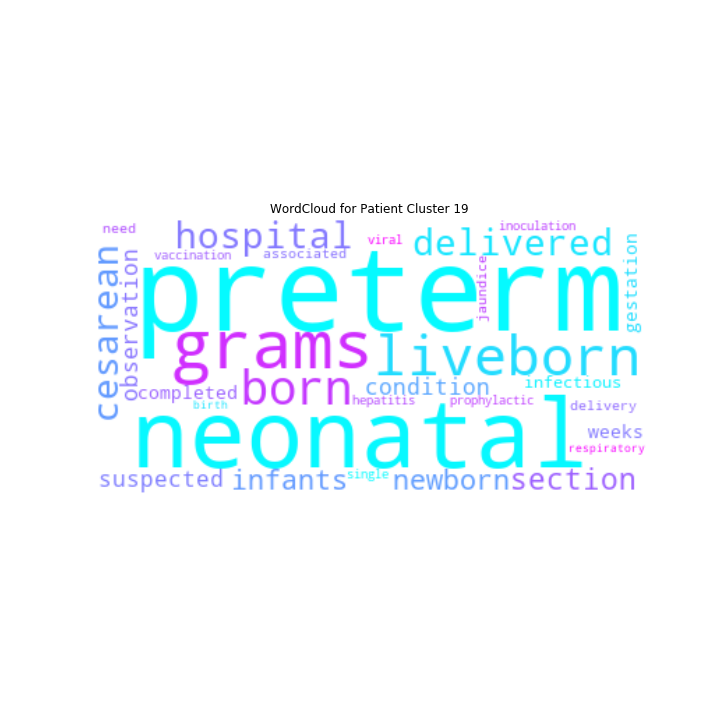 WordCloud for Patient Cluster 19
need
hospital
viral
delivered
inoculation
vaccination
associated
preterm
jaundice
gestation
cesarean
observation
grams
liveborn
born
condition
infectious
completed
birth
hepatitis
prophylactic
delivery
neonatal
weeks
respiratory
suspected
infants
single
newborn
section